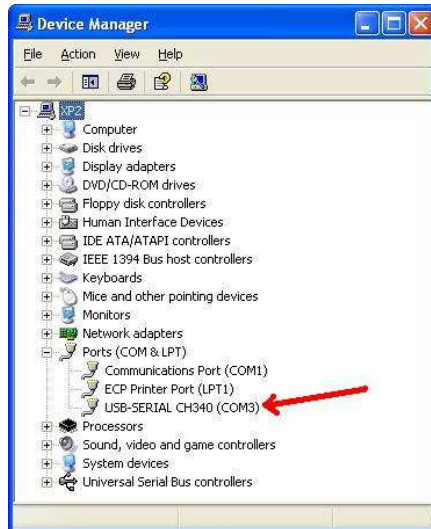 Device Manager
File Action View Help
XP2
Computer
Disk drives
Display adapters
DVD/CD-ROM drives
Floppy disk controllers
Human Interface Devices
IDE ATA/ATAPI controllers
IEEE 1394 Bus host controllers
Keyboards
Mice and other pointing devices
Monitors
Network adapters
Ports (COM & LPT)
Communications Port (COM1)
ECP Printer Port (LPT1)
USB-SERIAL CH340 (COM3)
Processors
Sound, video and game controllers
System devices
Universal Serial Bus controllers